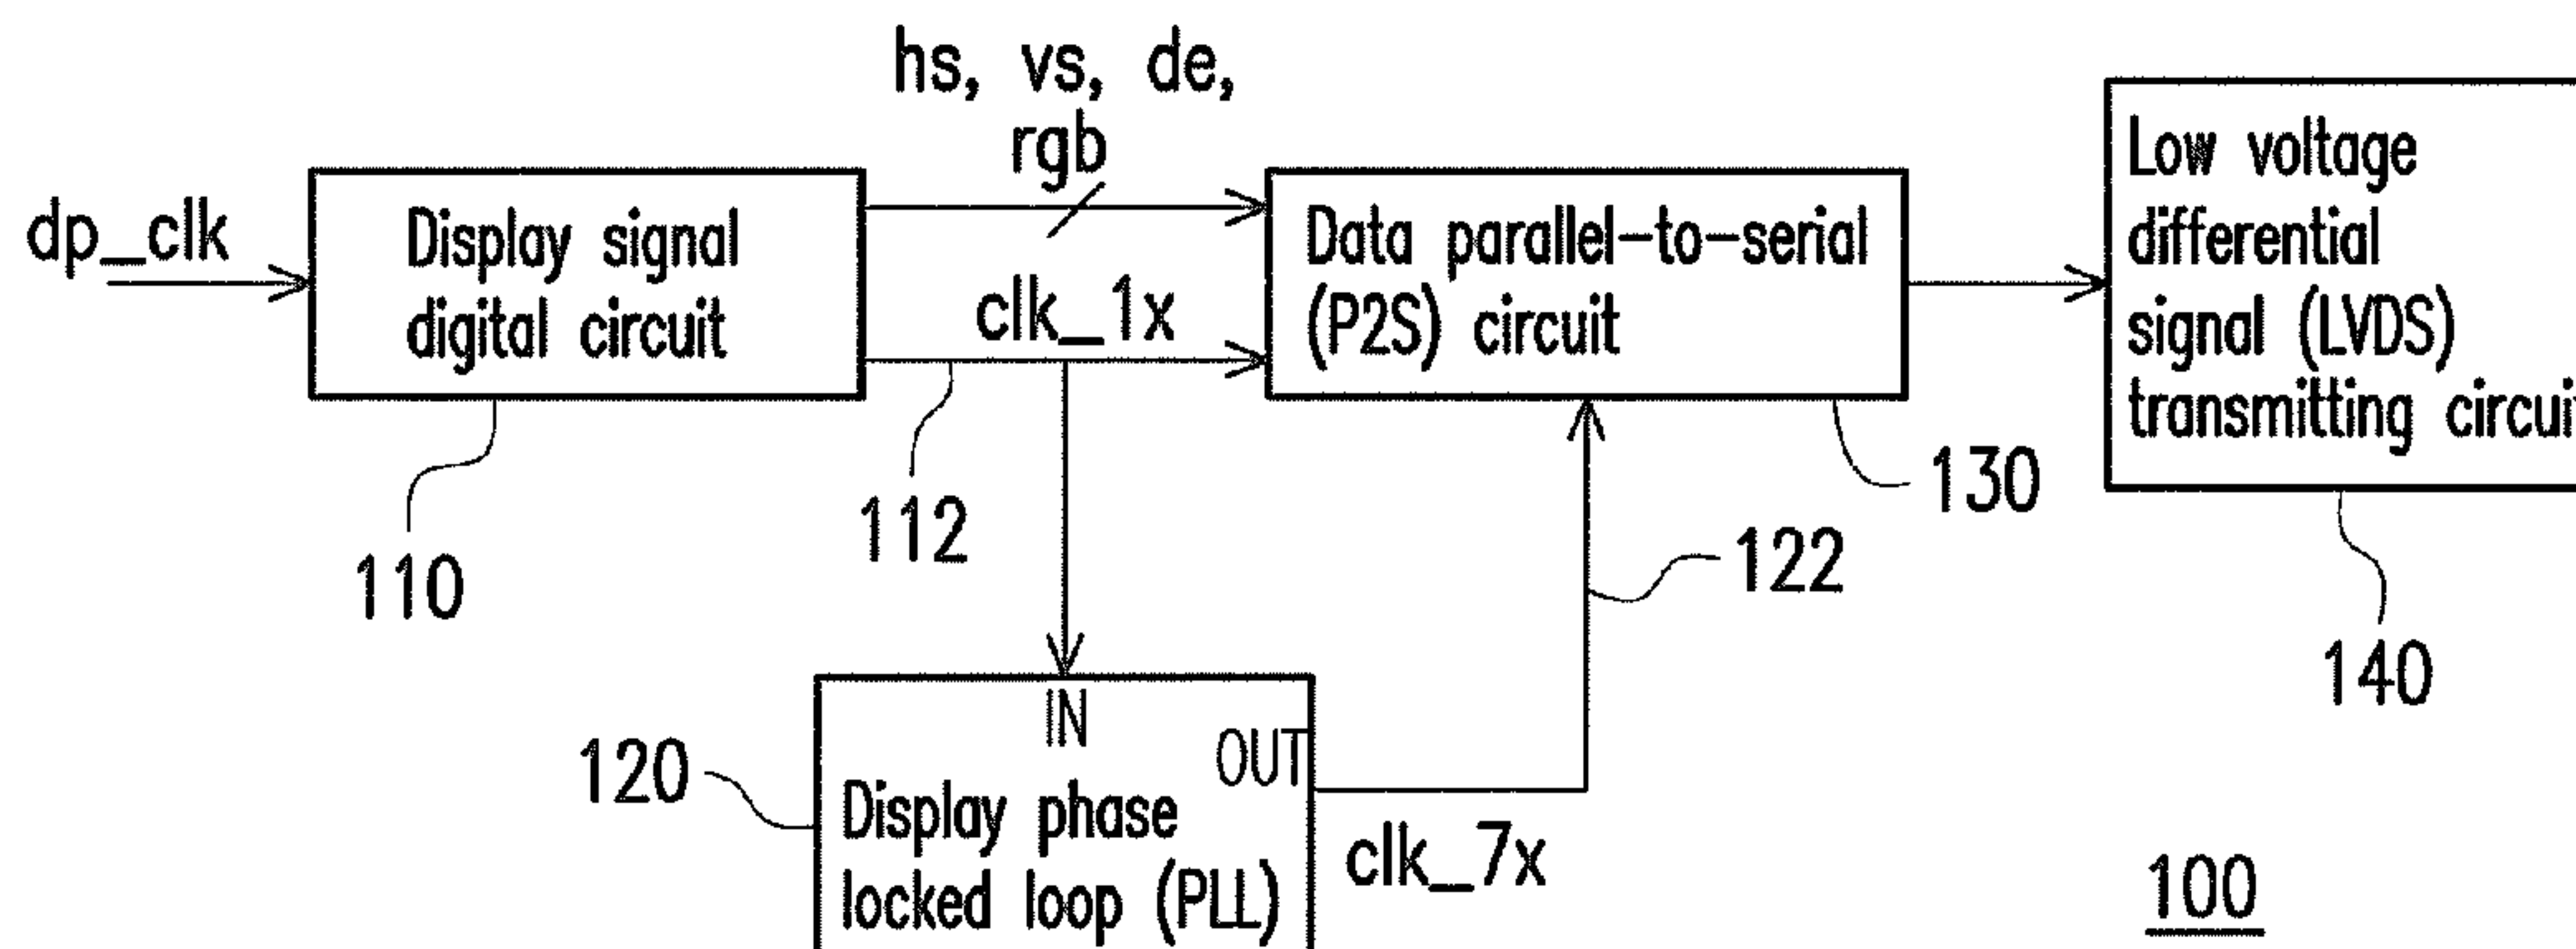 hs, vs, de,
rgb
dp_clk
Display signal
digital circuit
clk_1x
Data parallel-to-serial
(P2S) circuit
Low voltage
differential
signal (LVDS)
transmitting
110
112
122
130
140
IN
OUT
120
Display phase
locked loop (PLL)
clk_7x
100